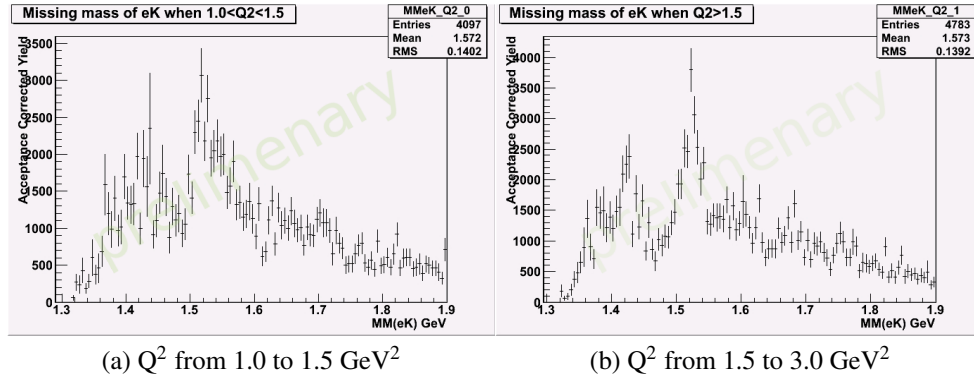 Missing mass of eK when 1.0<Q2<1.5
MMeK_Q2_0
Entries 4097
Mean 1.572
RMS 0.1402
Acceptance Corrected Yield
3500
3000
2500
2000
1500
1000
500
0
1.3 1.4 1.5 1.6 1.7 1.8 1.9
MM(eK) GeV
prelimenary
(a) Q² from 1.0 to 1.5 GeV²
Missing mass of eK when Q2>1.5
MMeK_Q2_1
Entries 4783
Mean 1.573
RMS 0.1392
Acceptance Corrected Yield
4000
3500
3000
2500
2000
1500
1000
500
0
1.3 1.4 1.5 1.6 1.7 1.8 1.9
MM(eK) GeV
prelimenary
(b) Q² from 1.5 to 3.0 GeV²